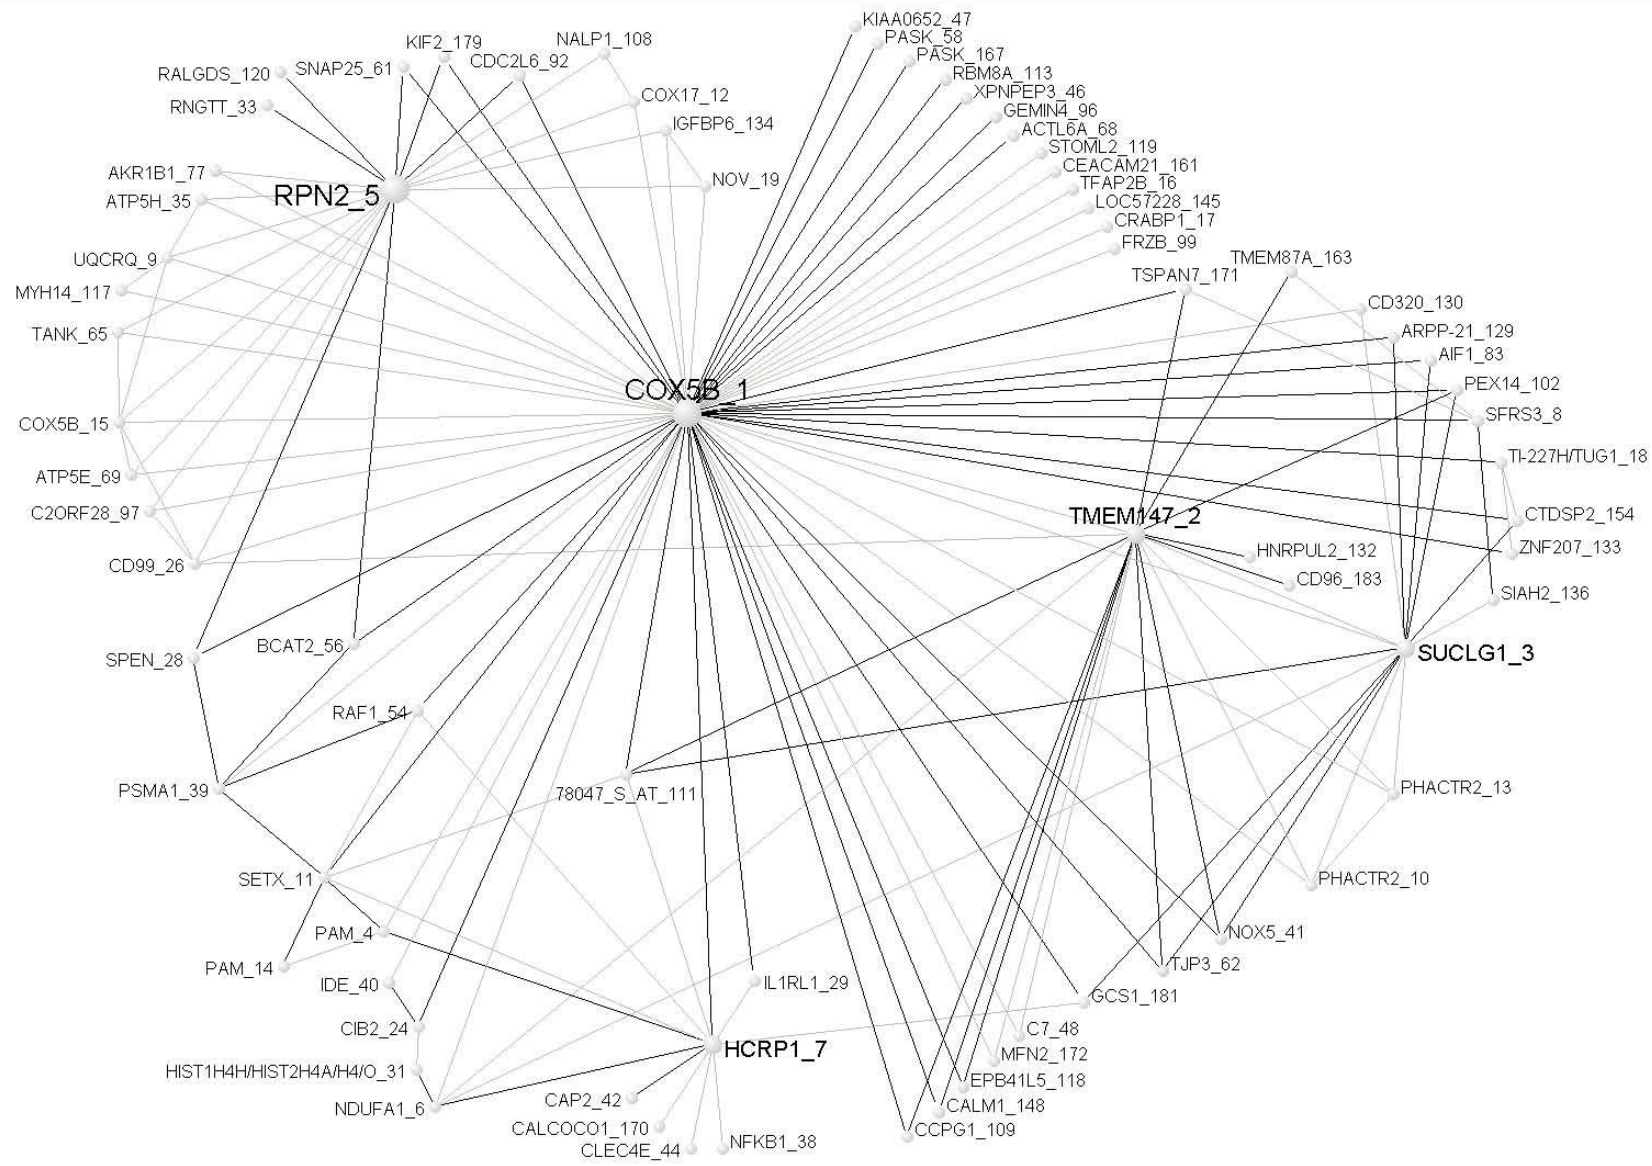 KIAA0652_47
PASK_58
KIF2_179
NALP1_108
PASK_167
CDC2L6_92
SNAP25_61
RALGDS_120
RBM8A_113
XPNPEP3_46
COX17_12
RNGTT_33
GEMIN4_96
IGFBP6_134
ACTL6A_68
STOML2_119
CEACAM21_161
AKR1B1_77
NOV_19
TFAP2B_16
RPN2_5
ATP5H_35
LOC57228_145
CRABP1_17
FRZB_99
UQCRQ_9
TMEM87A_163
TSPAN7_171
MYH14_117
CD320_130
TANK_65
ARPP-21_129
AIF1_83
COX5B_1
PEX14_102
SFRS3_8
COX5B_15
TI-227H/TUG1_18
ATP5E_69
C2ORF28_97
TMEM147_2
CTDSP2_154
HNRPUL2_132
ZNF207_133
CD99_26
CD96_183
SIAH2_136
BCAT2_56
SPEN_28
SUCLG1_3
RAF1_54
PSMA1_39
78047_S_AT_111
PHACTR2_13
SETX_11
PHACTR2_10
PAM_4
NOX5_41
PAM_14
TJP3_62
IDE_40
IL1RL1_29
GCS1_181
CIB2_24
C7_48
HCRP1_7
MFN2_172
HIST1H4H/HIST2H4A/H4/O_31
EPB41L5_118
CAP2_42
CALM1_148
NDUFA1_6
CALCOCO1_170
CCPG1_109
NFKB1_38
CLEC4E_44